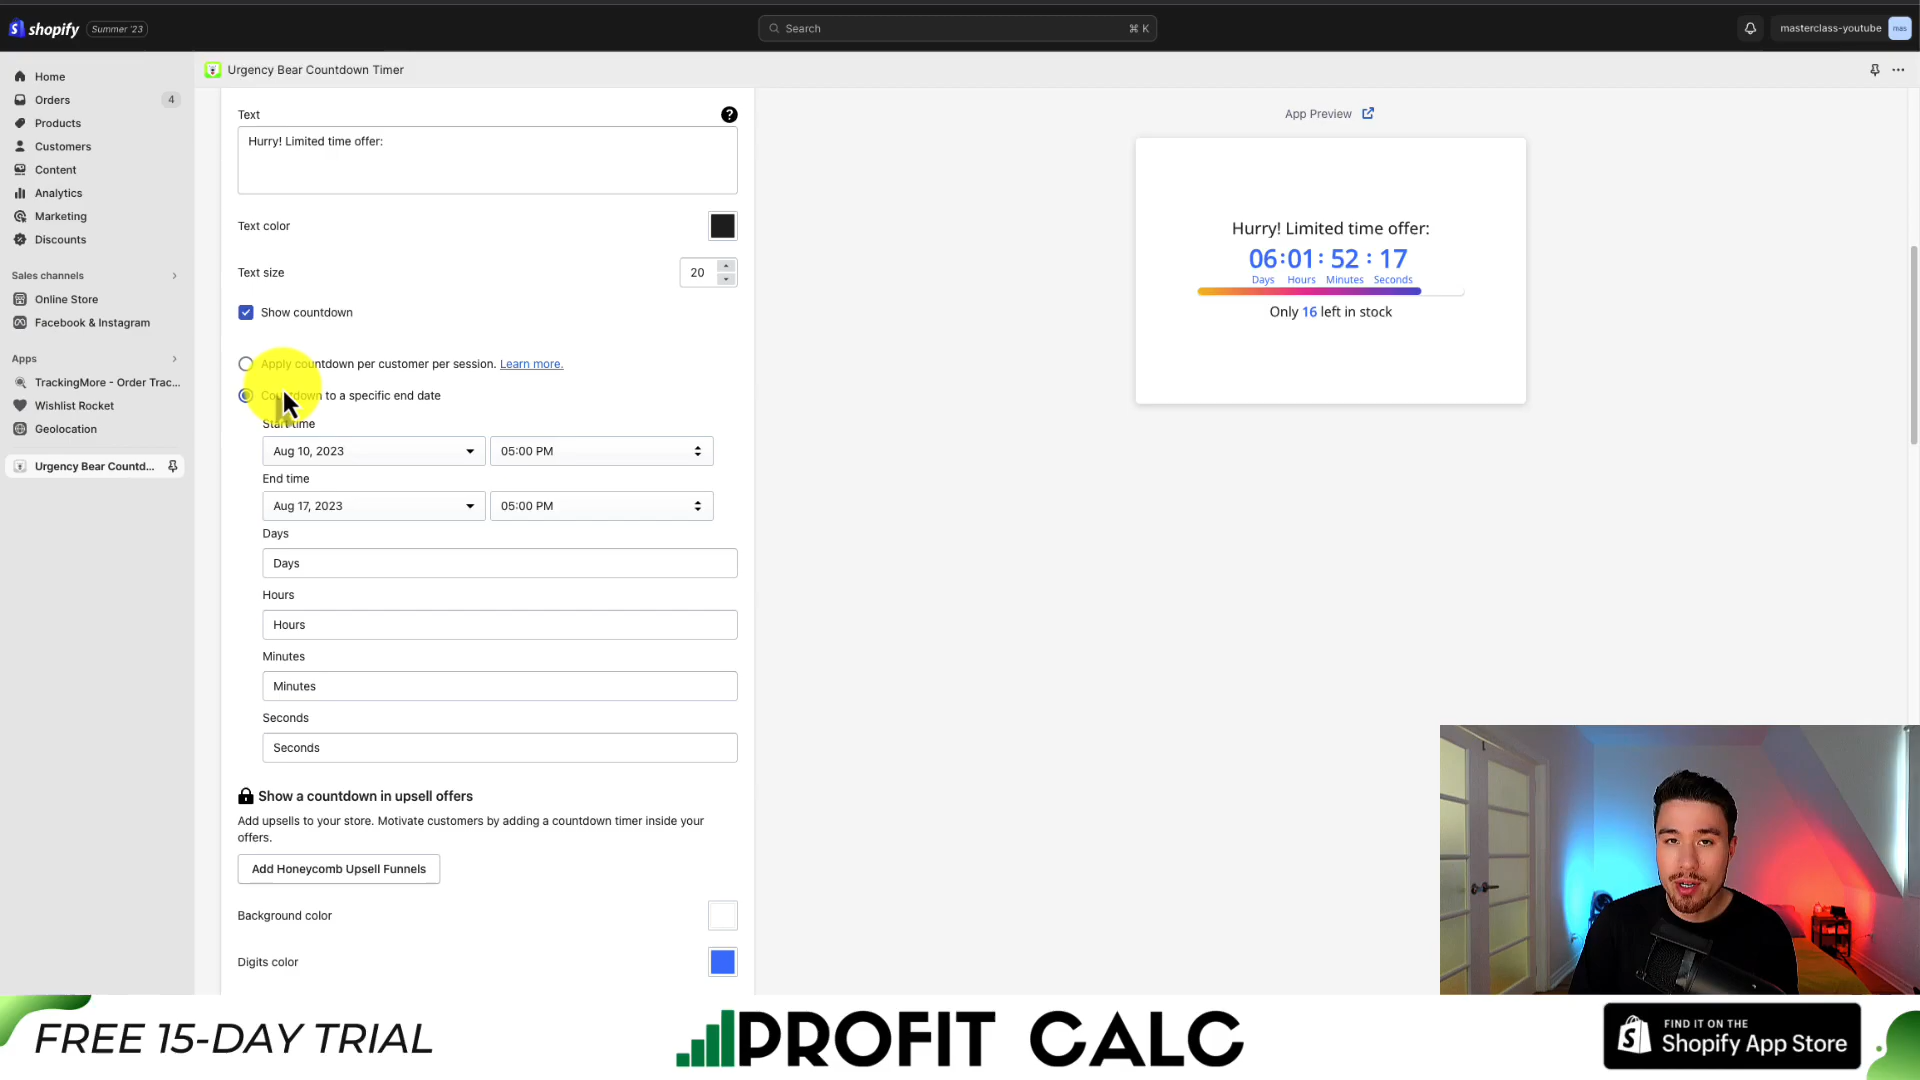 shopify
Summer '23
Search
⌘ K
masterclass-youtube
mas
Home
Orders
4
Products
Customers
Content
Analytics
Marketing
Discounts
Sales channels
Online Store
Facebook & Instagram
Apps
TrackingMore - Order Trac...
Wishlist Rocket
Geolocation
Urgency Bear Countd...
Urgency Bear Countdown Timer
Text
?
Hurry! Limited time offer:
Text color
Text size
20
Show countdown
Apply countdown per customer per session. Learn more.
Countdown to a specific end date
Start time
Aug 10, 2023
05:00 PM
End time
Aug 17, 2023
05:00 PM
Days
Days
Hours
Hours
Minutes
Minutes
Seconds
Seconds
Show a countdown in upsell offers
Add upsells to your store. Motivate customers by adding a countdown timer inside your
offers.
Add Honeycomb Upsell Funnels
Background color
Digits color
App Preview
Hurry! Limited time offer:
06:01: 52 : 17
Days Hours Minutes Seconds
Only 16 left in stock
FREE 15-DAY TRIAL
PROFIT CALC
FIND IT ON THE
Shopify App Store